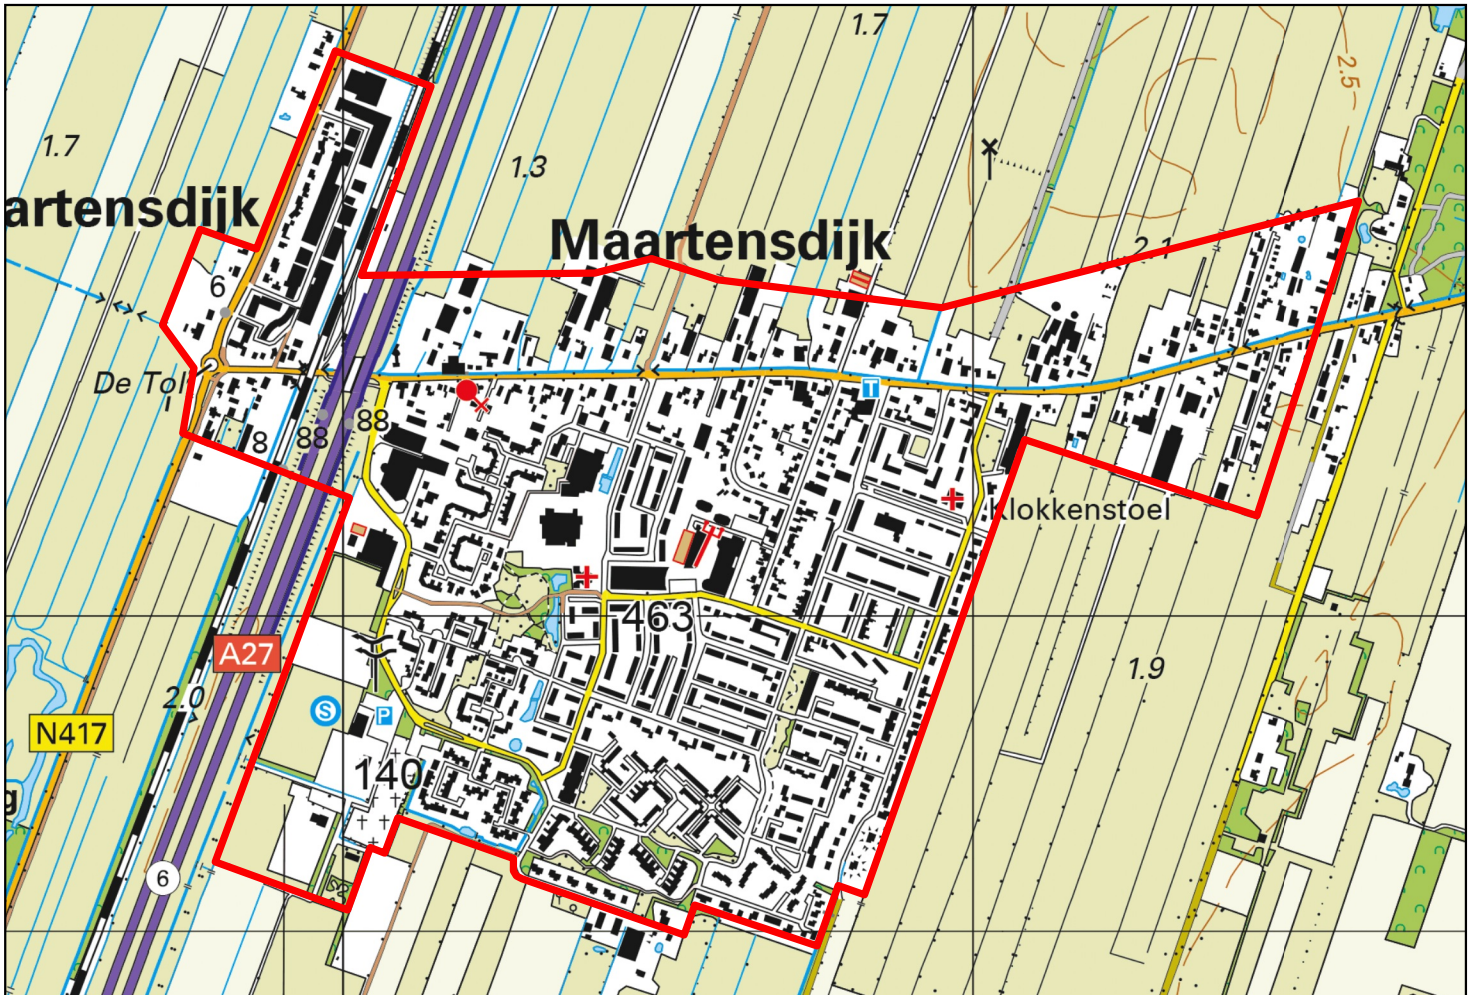 1.7
2.5
1.7
1.3
artensdijk
Maartensdijk
2.1
6
De Tol
T
8
88
88
Klokkenstoel
463
A27
1.9
2.0
S
P
N417
140
g
6